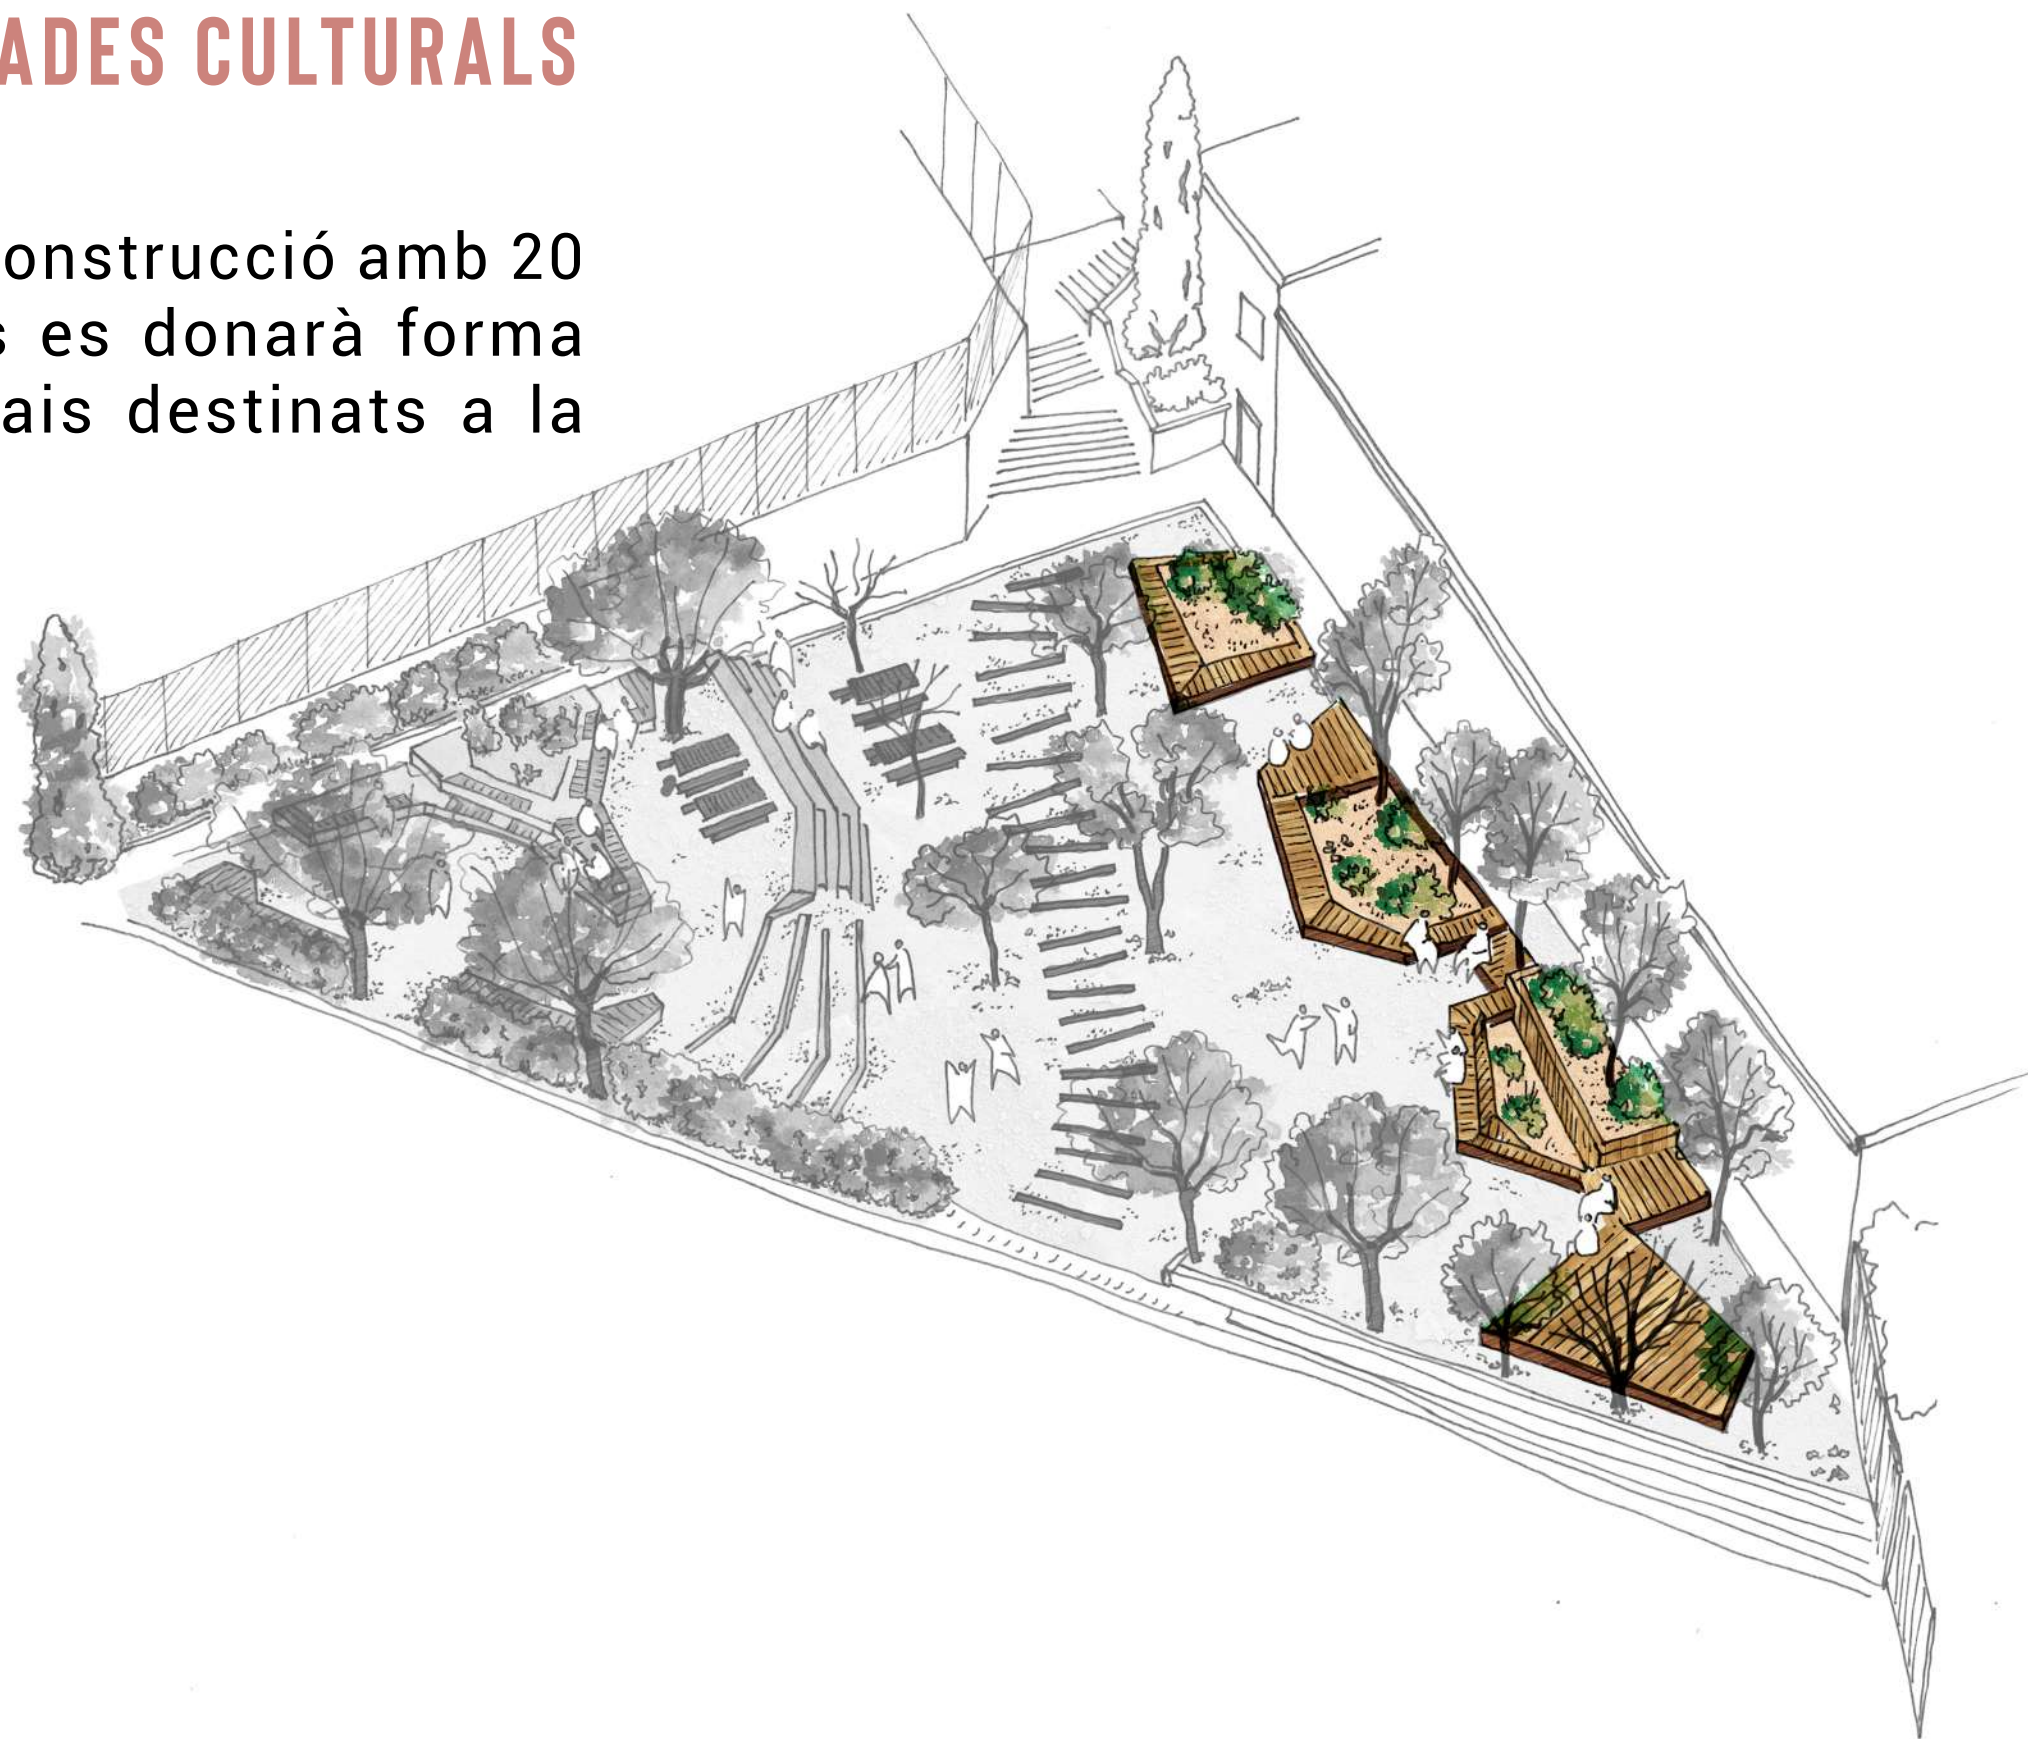 ADES CULTURALS
onstrucció amb 20
s es donarà forma
ais destinats a la